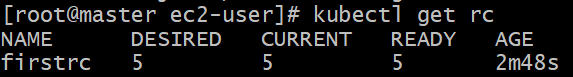 [root@master ec2-user]# kubectl get rc
NAME DESIRED CURRENT READY AGE
firstrc 5 5 5 2m48s